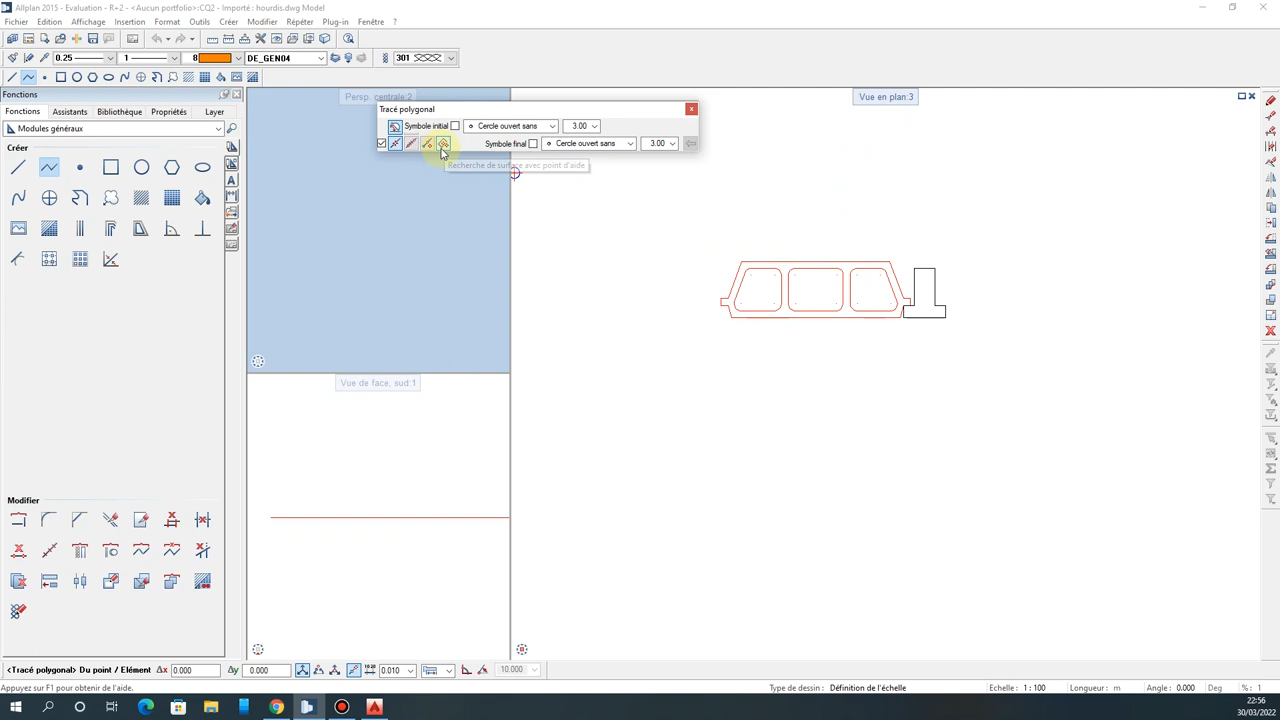 Allplan 2015 - Evaluation - R+2 - <Aucun portfolio>:CQ2 - Importé : hourdis.dwg Model
Fichier Edition Affichage Insertion Format Outils Créer Modifier Répéter Plug-in Fenêtre ?
0.25 1 8 DE_GEN04 301
Fonctions
Fonctions Assistants Bibliothèque Propriétés Layer
Modules généraux
Créer
Modifier
Persp. centrale:2
Vue en plan:3
Tracé polygonal
Symbole initial Cercle ouvert sans 3.00
Symbole final Cercle ouvert sans 3.00
Recherche de surface avec point d'aide
Vue de face, sud:1
<Tracé polygonal> Du point / Elément Δx 0.000 Δy 0.000 10.20 0.010 10.000
Appuyez sur F1 pour obtenir de l'aide. Type de dessin : Définition de l'échelle Echelle : 1 : 100 Longueur : m Angle : 0.000 Deg % : 1
22:56
30/03/2022